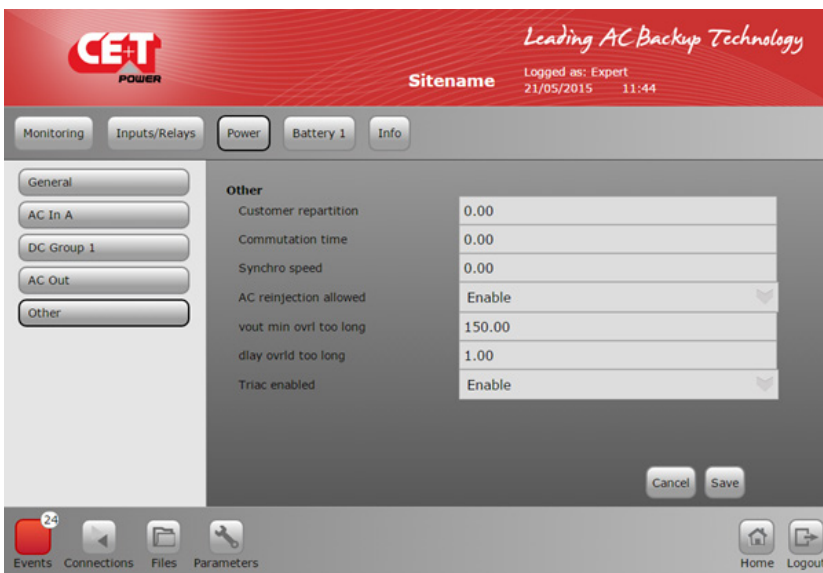 CE+T
POWER
Leading AC Backup Technology
Sitename
Logged as: Expert
21/05/2015 11:44
Monitoring Inputs/Relays Power Battery 1 Info
General
AC In A
DC Group 1
AC Out
Other
Other
Customer repartition 0.00
Commutation time 0.00
Synchro speed 0.00
AC reinjection allowed Enable
vout min ovrl too long 150.00
dlay ovrld too long 1.00
Triac enabled Enable
Cancel Save
24
Events Connections Files Parameters Home Logout